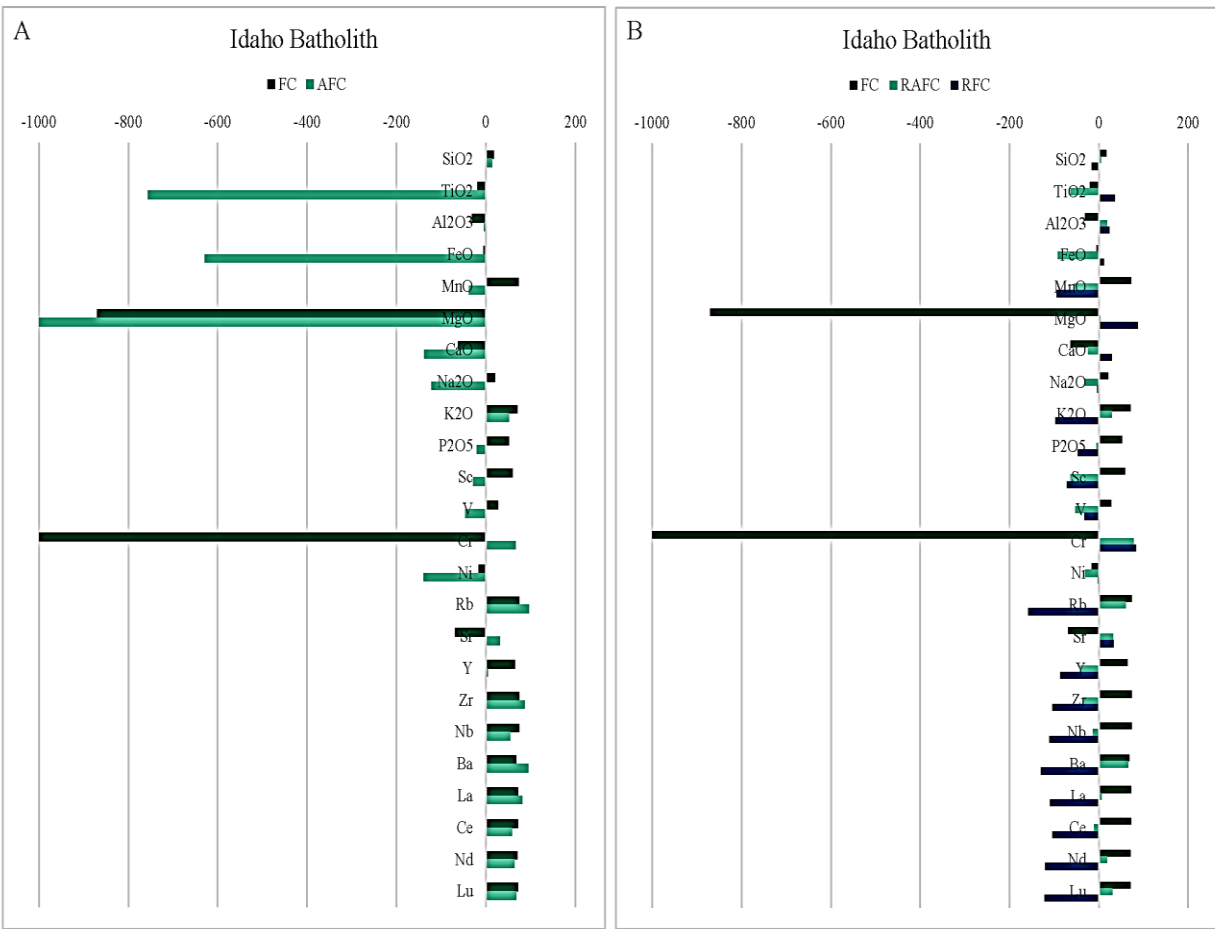 A
Idaho Batholith
FC AFC
-1000 -800 -600 -400 -200 0 200
SiO2
TiO2
Al2O3
FeO
MnO
MgO
CaO
Na2O
K2O
P2O5
Sc
V
Cr
Ni
Rb
Sr
Y
Zr
Nb
Ba
La
Ce
Nd
Lu
B
Idaho Batholith
FC RAFC RFC
-1000 -800 -600 -400 -200 0 200
SiO2
TiO2
Al2O3
FeO
MnO
MgO
CaO
Na2O
K2O
P2O5
Sc
V
Cr
Ni
Rb
Sr
Y
Zr
Nb
Ba
La
Ce
Nd
Lu